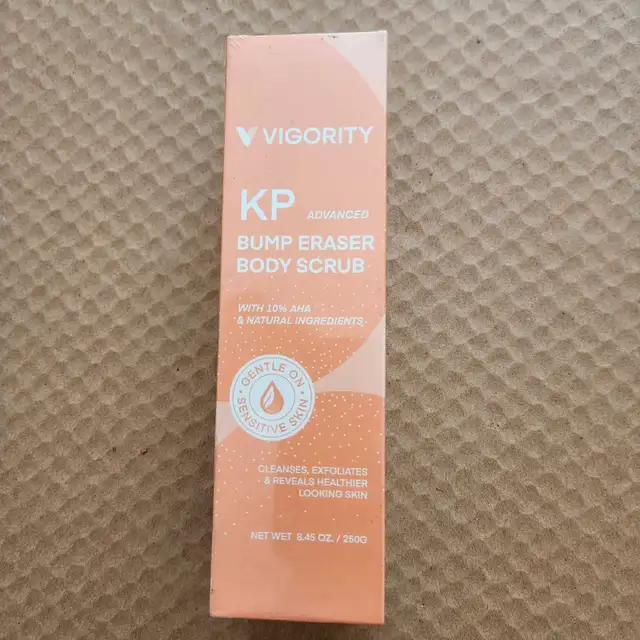 VIGORITY
KP ADVANCED
BUMP ERASER
BODY SCRUB
WITH 10% AHA
& NATURAL INGREDIENTS
GENTLE ON
SENSITIVE SKIN
CLEANSES, EXFOLIATES
& REVEALS HEALTHIER
LOOKING SKIN
NET WET 8.45 OZ. / 250G